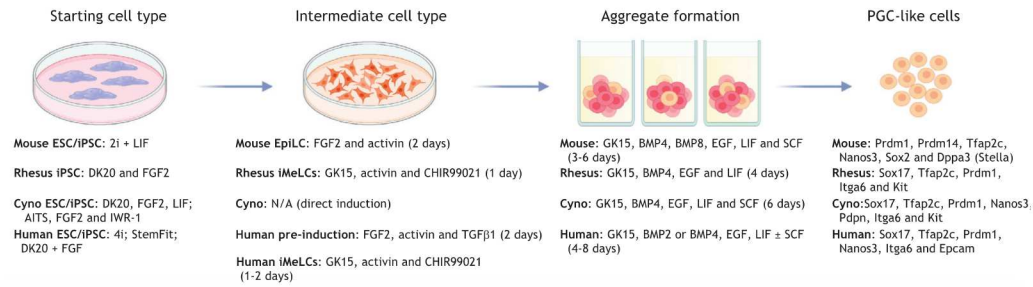 Starting cell type
Intermediate cell type
Aggregate formation
PGC-like cells
Mouse ESC/iPSC: 2i + LIF
Rhesus iPSC: DK20 and FGF2
Cyno ESC/iPSC: DK20, FGF2, LIF;
AITS, FGF2 and IWR-1
Human ESC/iPSC: 4i; StemFit;
DK20 + FGF
Mouse EpiLC: FGF2 and activin (2 days)
Rhesus iMeLCs: GK15, activin and CHIR99021 (1 day)
Cyno: N/A (direct induction)
Human pre-induction: FGF2, activin and TGFβ1 (2 days)
Human iMeLCs: GK15, activin and CHIR99021
(1-2 days)
Mouse: GK15, BMP4, BMP8, EGF, LIF and SCF
(3-6 days)
Rhesus: GK15, BMP4, EGF and LIF (4 days)
Cyno: GK15, BMP4, EGF, LIF and SCF (6 days)
Human: GK15, BMP2 or BMP4, EGF, LIF ± SCF
(4-8 days)
Mouse: Prdm1, Prdm14, Tfap2c,
Nanos3, Sox2 and Dppa3 (Stella)
Rhesus: Sox17, Tfap2c, Prdm1,
Itga6 and Kit
Cyno:Sox17, Tfap2c, Prdm1, Nanos3,
Pdpn, Itga6 and Kit
Human: Sox17, Tfap2c, Prdm1,
Nanos3, Itga6 and Epcam